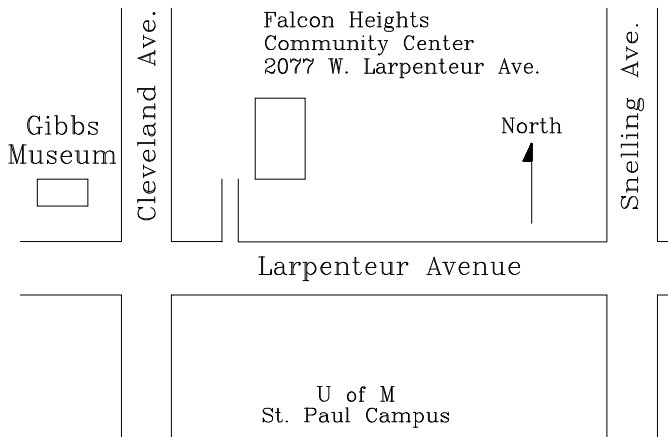 Falcon Heights
Community Center
2077 W. Larpenteur Ave.
Cleveland Ave.
Snelling Ave.
Gibbs
Museum
North
Larpenteur Avenue
U of M
St. Paul Campus